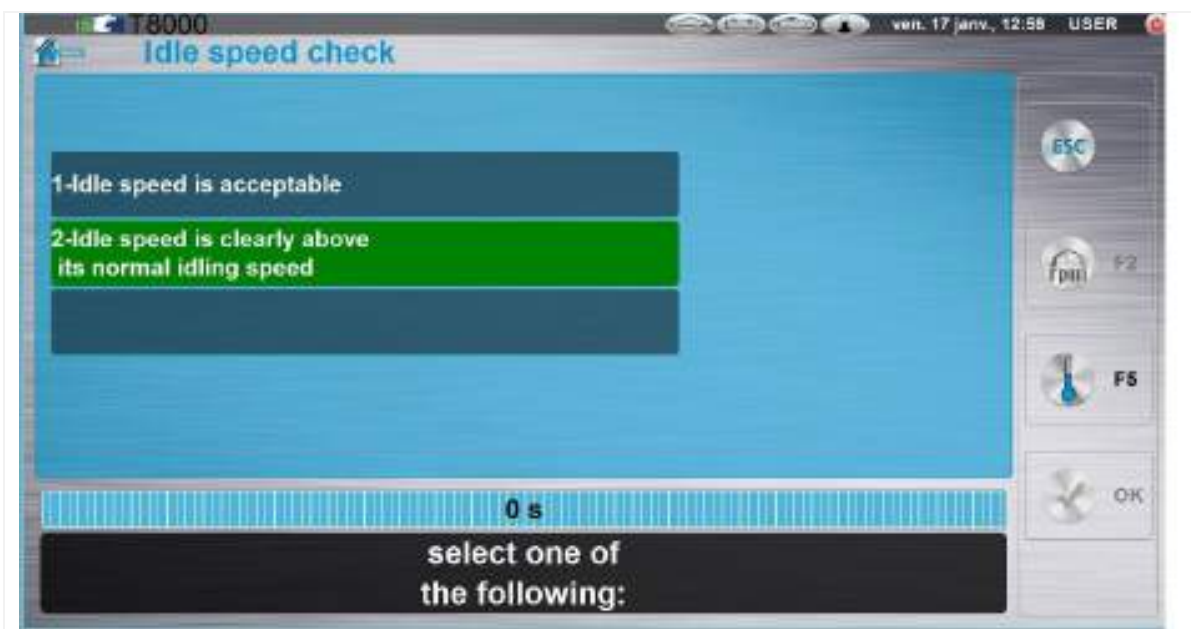 T8000
ven. 17 janv., 12:58 USER
Idle speed check
ESC
1-Idle speed is acceptable
2-Idle speed is clearly above
its normal idling speed
rpm F2
F5
0 s
OK
select one of
the following: